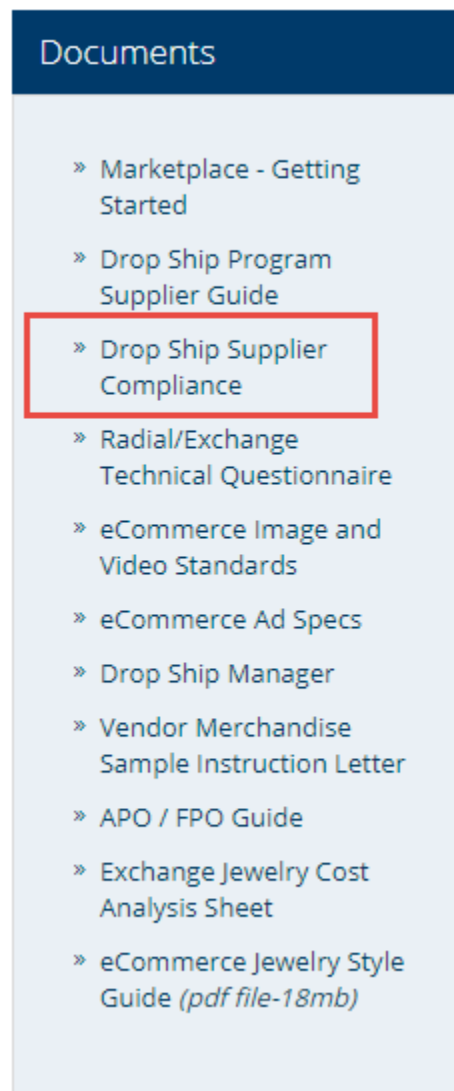 Documents
» Marketplace - Getting
Started
» Drop Ship Program
Supplier Guide
» Drop Ship Supplier
Compliance
» Radial/Exchange
Technical Questionnaire
» eCommerce Image and
Video Standards
» eCommerce Ad Specs
» Drop Ship Manager
» Vendor Merchandise
Sample Instruction Letter
» APO / FPO Guide
» Exchange Jewelry Cost
Analysis Sheet
» eCommerce Jewelry Style
Guide (pdf file-18mb)